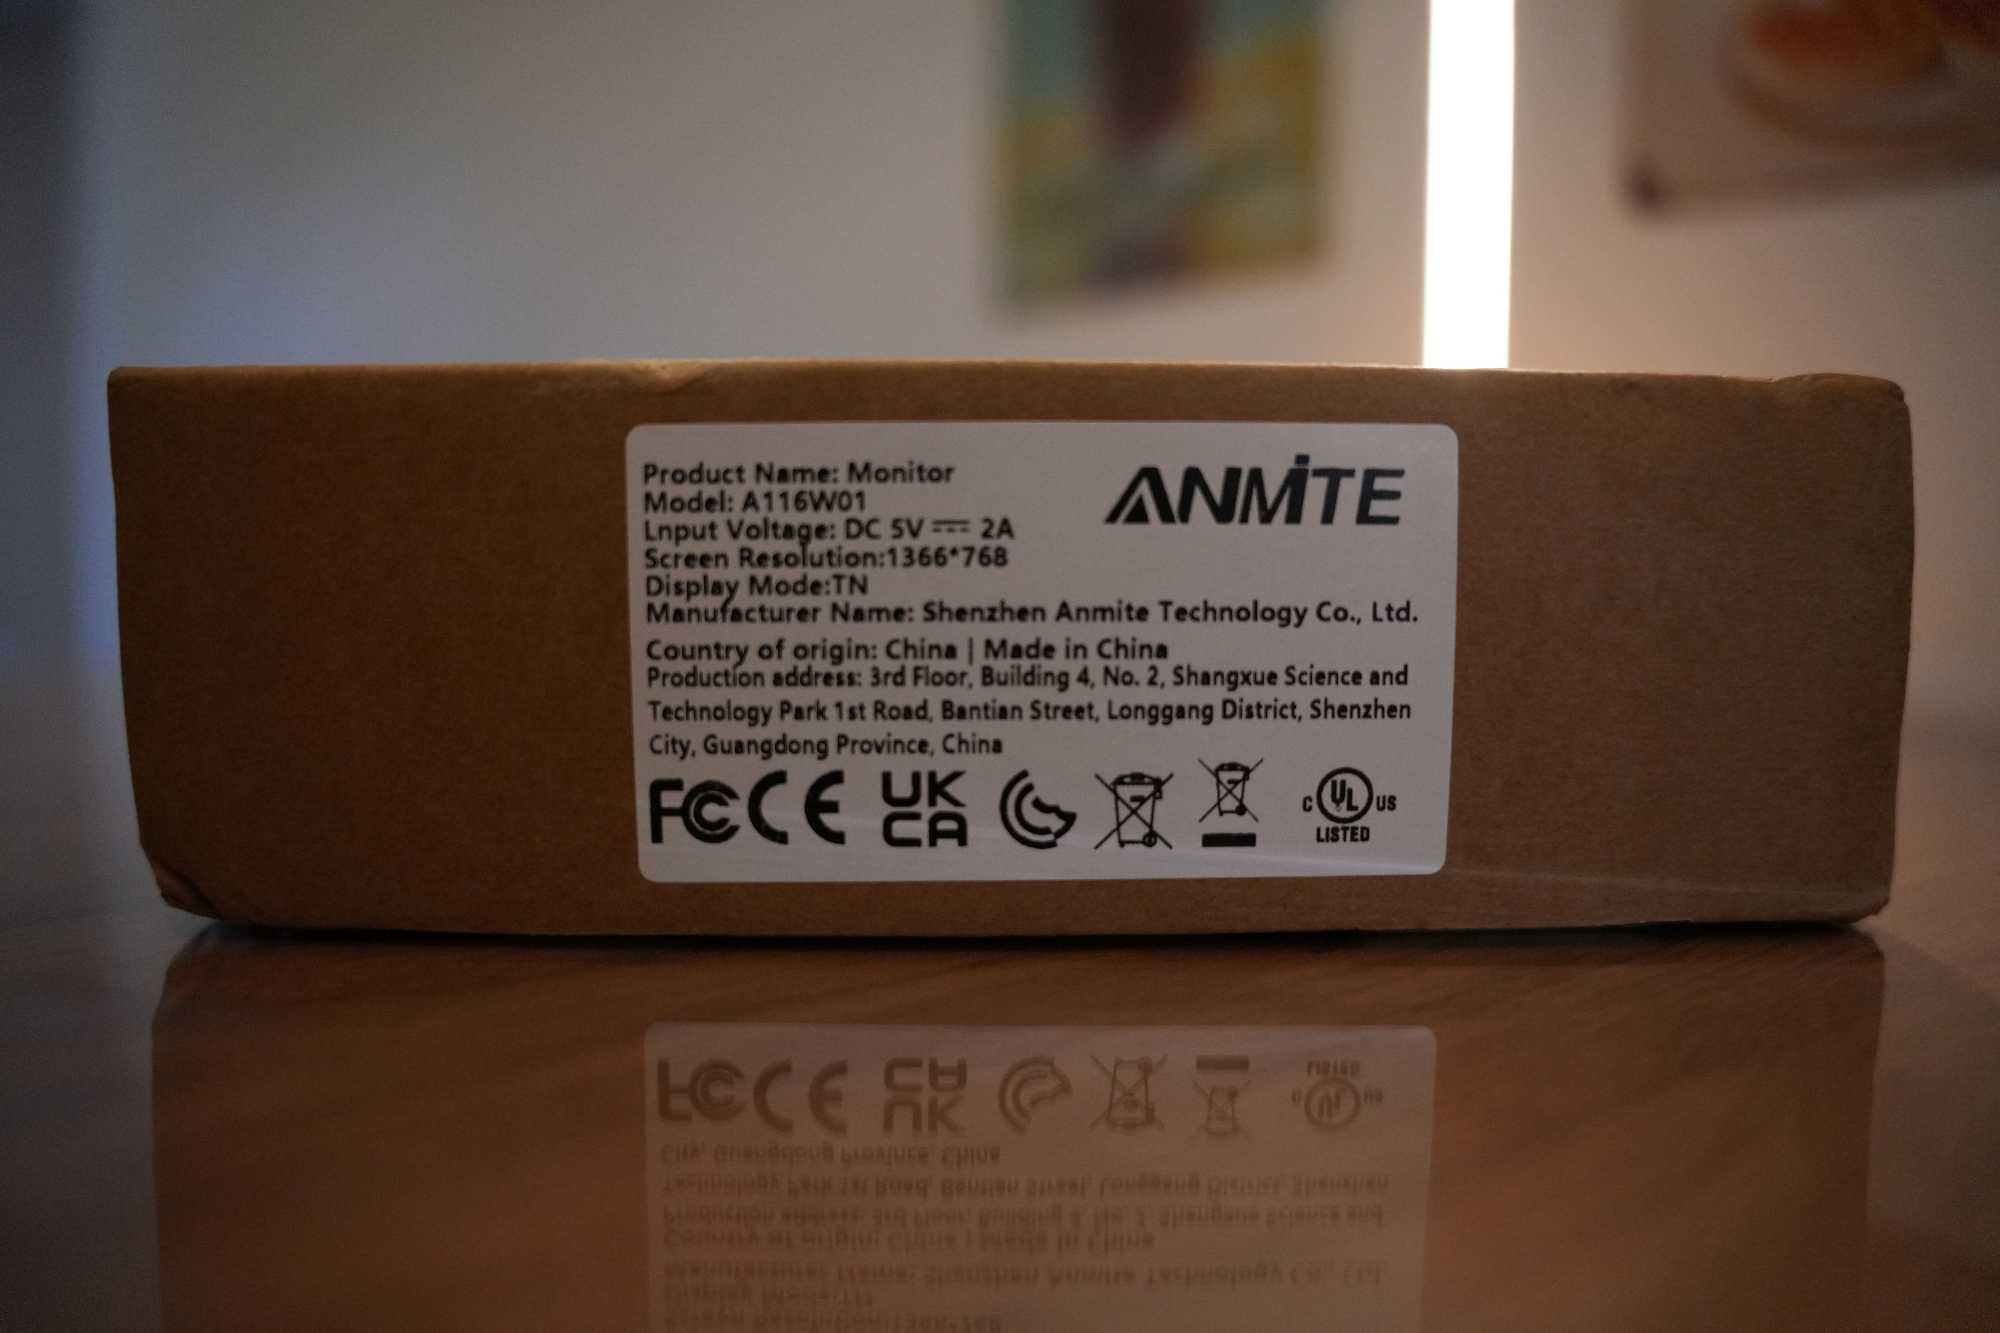 Product Name: Monitor
ANMITE
Model: A116W01
Lnput Voltage: DC 5V ⎓ 2A
Screen Resolution:1366*768
Display Mode:TN
Manufacturer Name: Shenzhen Anmite Technology Co., Ltd.
Country of origin: China | Made in China
Production address: 3rd Floor, Building 4, No. 2, Shangxue Science and
Technology Park 1st Road, Bantian Street, Longgang District, Shenzhen
City, Guangdong Province, China
FC CE UK CA C UL US LISTED